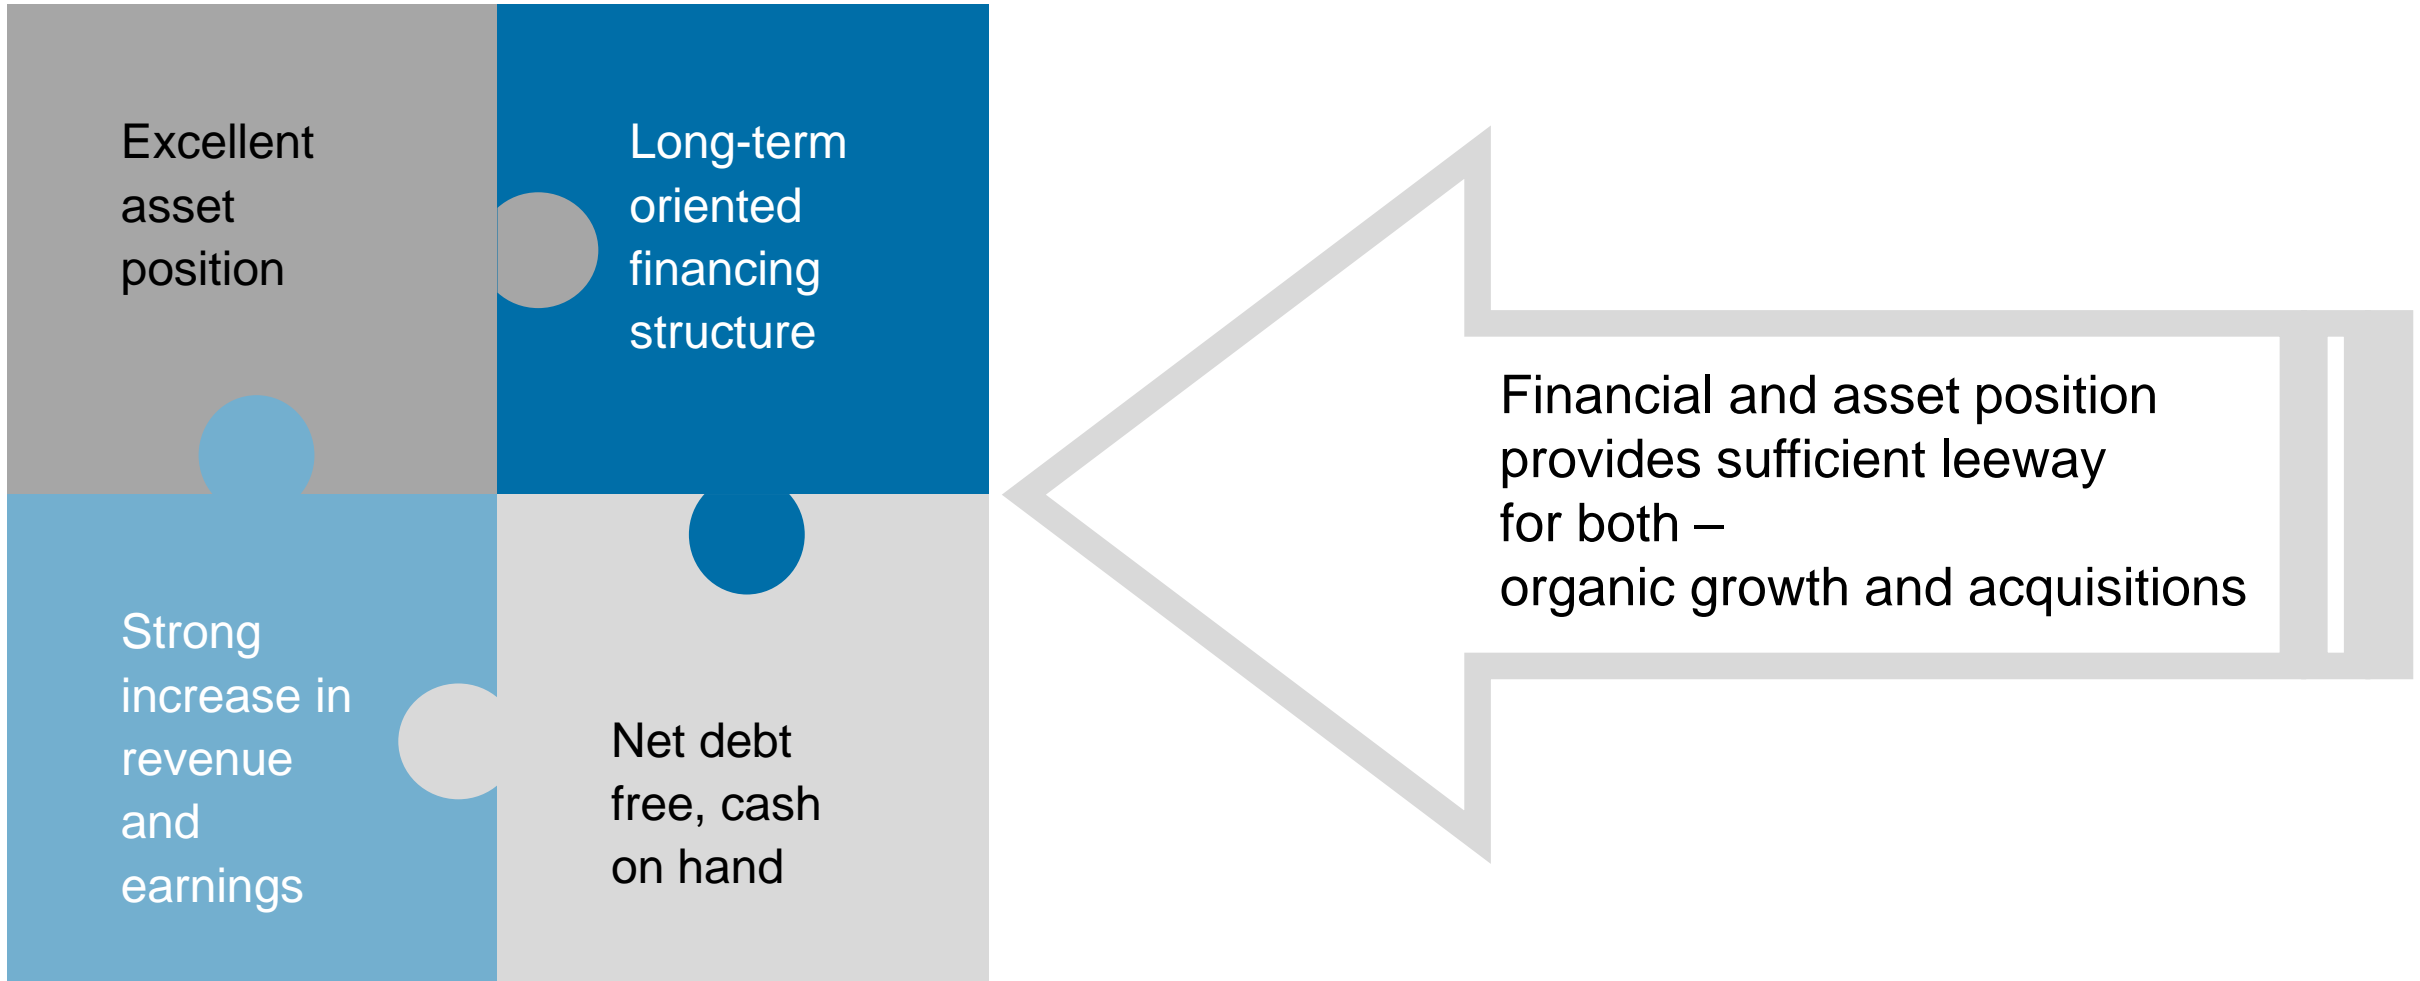 Excellent
asset
position
Long-term
oriented
financing
structure
Strong
increase in
revenue
and
earnings
Net debt
free, cash
on hand
Financial and asset position
provides sufficient leeway
for both –
organic growth and acquisitions